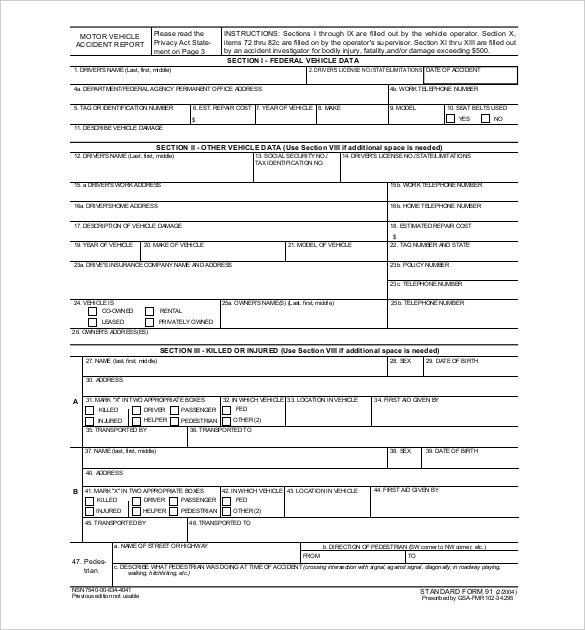 MOTOR VEHICLE
ACCIDENT REPORT
Please read the
Privacy Act State-
ment on Page 3
INSTRUCTIONS: Sections I through IX are filled out by the vehicle operator. Section X,
items 72 thru 82c are filled on by the operator's supervisor. Section XI thru XIII are filled out
by an accident investigator for bodily injury, fatality,and/or damage exceeding $500.
SECTION I - FEDERAL VEHICLE DATA
1. DRIVER'S NAME (Last, first, middle)
2. DRIVER'S LICENSE NO./STATE/LIMITATIONS
DATE OF ACCIDENT
4a. DEPARTMENT/FEDERAL AGENCY PERMANENT OFFICE ADDRESS
4b. WORK TELEPHONE NUMBER
5. TAG OR IDENTIFICATION NUMBER
6. EST. REPAIR COST
$
7. YEAR OF VEHICLE
8. MAKE
9. MODEL
10. SEAT BELTS USED
YES
NO
11. DESCRIBE VEHICLE DAMAGE
SECTION II - OTHER VEHICLE DATA (Use Section VIII if additional space is needed)
12. DRIVER'S NAME (Last, first, middle)
13. SOCIAL SECURITY NO./
TAX IDENTIFICATION NO.
14. DRIVER'S LICENSE NO./STATE/LIMITATIONS
15. a DRIVER'S WORK ADDRESS
15b. WORK TELEPHONE NUMBER
16a. DRIVER'S HOME ADDRESS
16b. HOME TELEPHONE NUMBER
17. DESCRIPTION OF VEHICLE DAMAGE
18. ESTIMATED REPAIR COST
$
19. YEAR OF VEHICLE
20. MAKE OF VEHICLE
21. MODEL OF VEHICLE
22. TAG NUMBER AND STATE
23a. DRIVE'S INSURANCE COMPANY NAME AND ADDRESS
23b. POLICY NUMBER
23c. TELEPHONE NUMBER
24. VEHICLE IS
CO-OWNED
RENTAL
LEASED
PRIVATELY OWNED
25a. OWNER'S NAME(S) (Last, first, middle)
25b. TELEPHONE NUMBER
26. OWNER'S ADDRESS(ES)
SECTION III - KILLED OR INJURED (Use Section VIII if additional space is needed)
A
27. NAME (last, first, middle)
28. SEX
29. DATE OF BIRTH
30. ADDRESS
31. MARK "X" IN TWO APPROPRIATE BOXES
KILLED
DRIVER
PASSENGER
INJURED
HELPER
PEDESTRIAN
32. IN WHICH VEHICLE
FED
OTHER (2)
33. LOCATION IN VEHICLE
34. FIRST AID GIVEN BY
35. TRANSPORTED BY
36. TRANSPORTED TO
B
37. NAME (last, first, middle)
38. SEX
39. DATE OF BIRTH
40. ADDRESS
41. MARK "X" IN TWO APPROPRIATE BOXES
KILLED
DRIVER
PASSENGER
INJURED
HELPER
PEDESTRIAN
42. IN WHICH VEHICLE
FED
OTHER (2)
43. LOCATION IN VEHICLE
44. FIRST AID GIVEN BY
45. TRANSPORTED BY
46. TRANSPORTED TO
47. Pedes-
trian
a. NAME OF STREET OR HIGHWAY
b. DIRECTION OF PEDESTRIAN (SW corner to NW corner, etc.)
FROM
TO
c. DESCRIBE WHAT PEDESTRIAN WAS DOING AT TIME OF ACCIDENT (crossing intersection with signal, against signal, diagonally; in roadway playing,
walking, hitchhiking, etc.)
NSN 7540-00-634-4041
Previous edition not usable
STANDARD FORM 91 (2/2004)
Prescribed by GSA-FMR 102-34.295